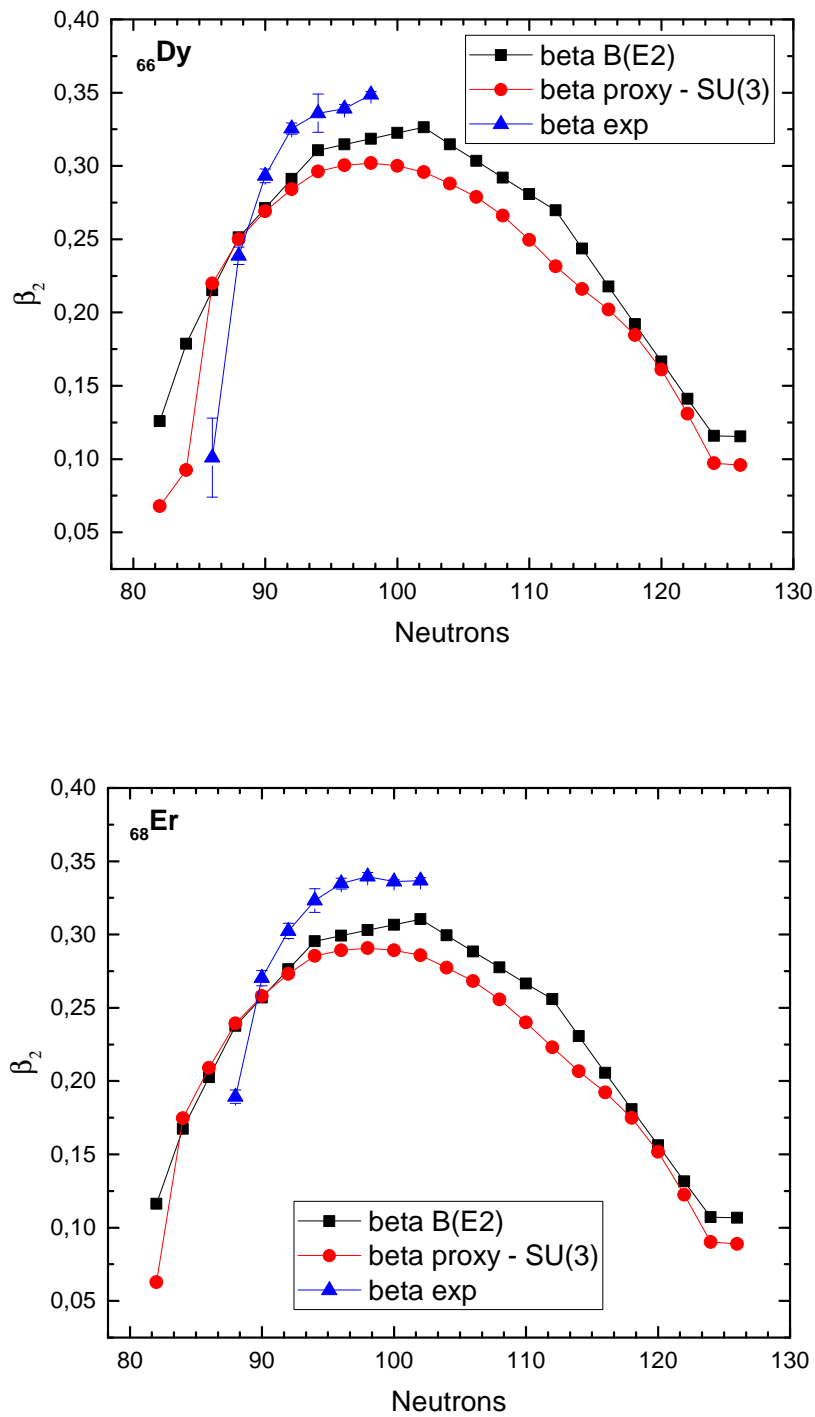 0,40
₆₆Dy
beta B(E2)
beta proxy - SU(3)
beta exp
0,35
0,30
0,25
β₂
0,20
0,15
0,10
0,05
80 90 100 110 120 130
Neutrons
0,40
₆₈Er
0,35
0,30
0,25
β₂
0,20
0,15
0,10
0,05
beta B(E2)
beta proxy - SU(3)
beta exp
80 90 100 110 120 130
Neutrons